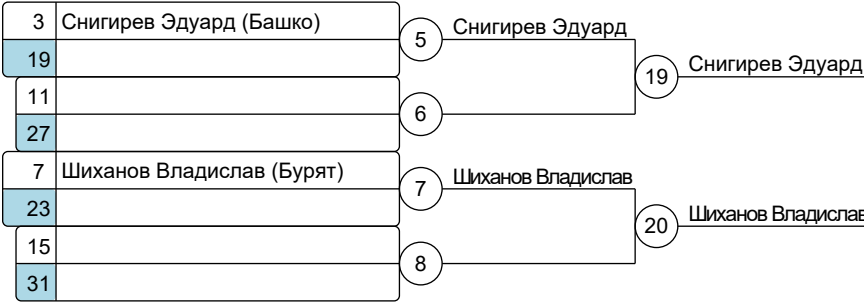 3 Снигирев Эдуард (Башко)
5 Снигирев Эдуард
19
19 Снигирев Эдуард
11
6
27
7 Шиханов Владислав (Бурят)
7 Шиханов Владислав
23
20 Шиханов Владислав
15
8
31